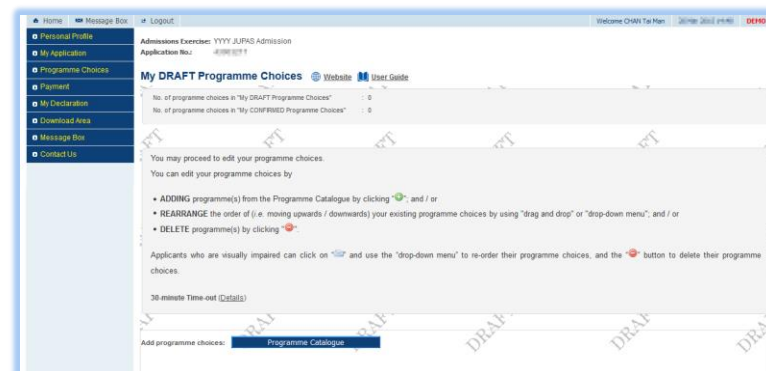 Home Message Box Logout Welcome CHAN Tai Man DEMO
Personal Profile
My Application
Programme Choices
Payment
My Declaration
Download Area
Message Box
Contact Us
Admissions Exercise: YYYY JUPAS Admission
Application No.:
My DRAFT Programme Choices Website User Guide
No. of programme choices in "My DRAFT Programme Choices" : 0
No. of programme choices in "My CONFIRMED Programme Choices" : 0
You may proceed to edit your programme choices.
You can edit your programme choices by
• ADDING programme(s) from the Programme Catalogue by clicking " "; and / or
• REARRANGE the order of (i.e. moving upwards / downwards) your existing programme choices by using "drag and drop" or "drop-down menu"; and / or
• DELETE programme(s) by clicking " ".
Applicants who are visually impaired can click on " " and use the "drop-down menu" to re-order their programme choices, and the " " button to delete their programme
choices.
30-minute Time-out (Details)
Add programme choices: Programme Catalogue
DRAFT
DRAFT
DRAFT